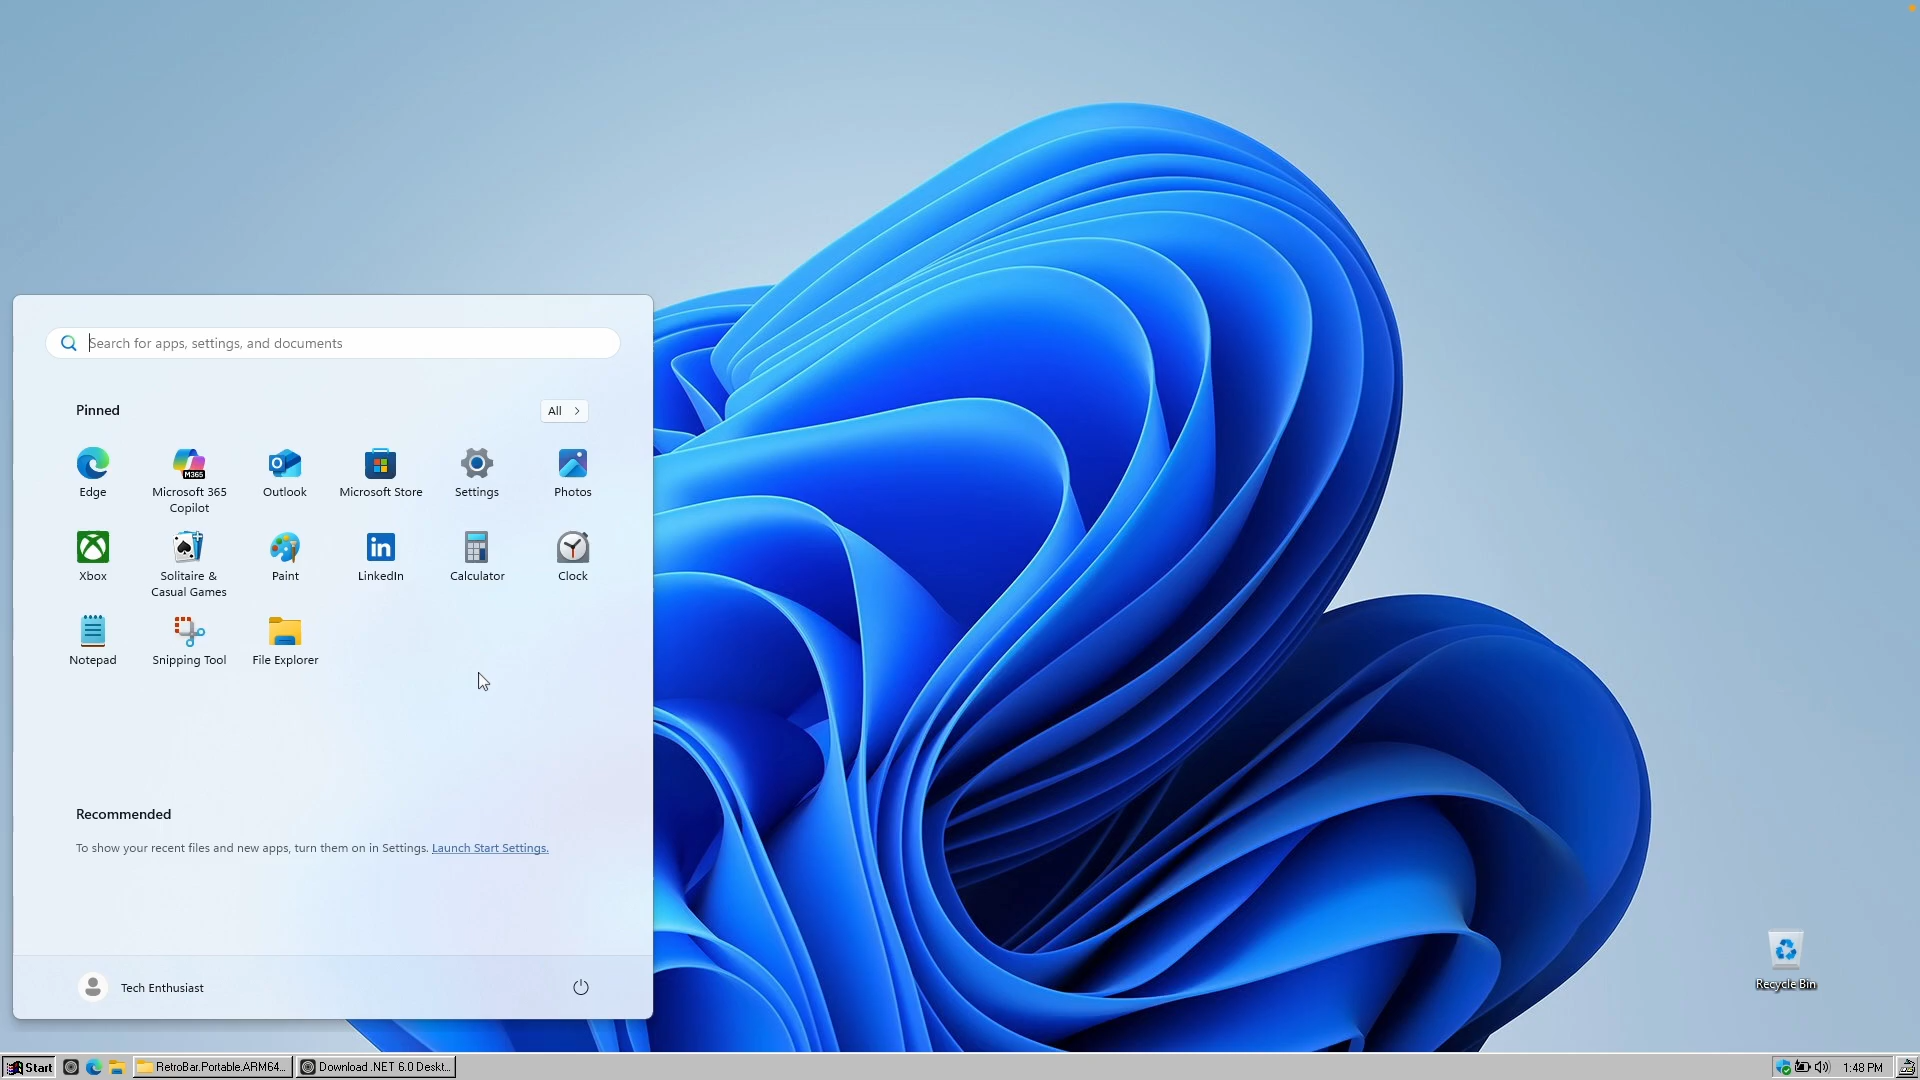 Search for apps, settings, and documents
Pinned
All
Edge
Microsoft 365
Copilot
Outlook
Microsoft Store
Settings
Photos
M365
Xbox
Solitaire &
Casual Games
Paint
LinkedIn
Calculator
Clock
Notepad
Snipping Tool
File Explorer
Recommended
To show your recent files and new apps, turn them on in Settings. Launch Start Settings.
Tech Enthusiast
Recycle Bin
Start
RetroBar.Portable.ARM64...
Download .NET 6.0 Deskt...
1:48 PM